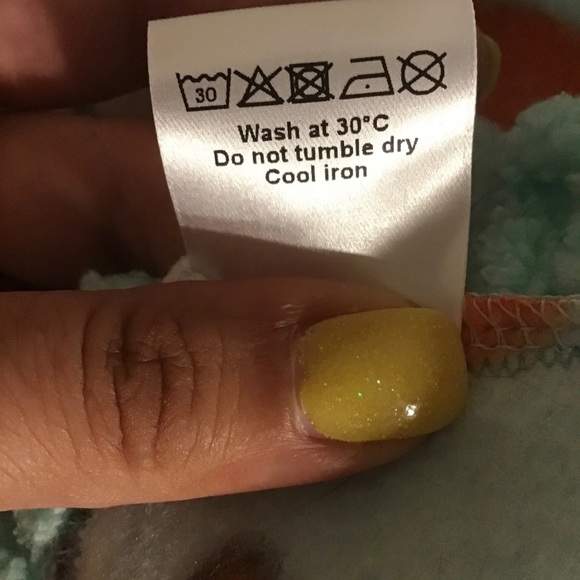 30
Wash at 30°C
Do not tumble dry
Cool iron